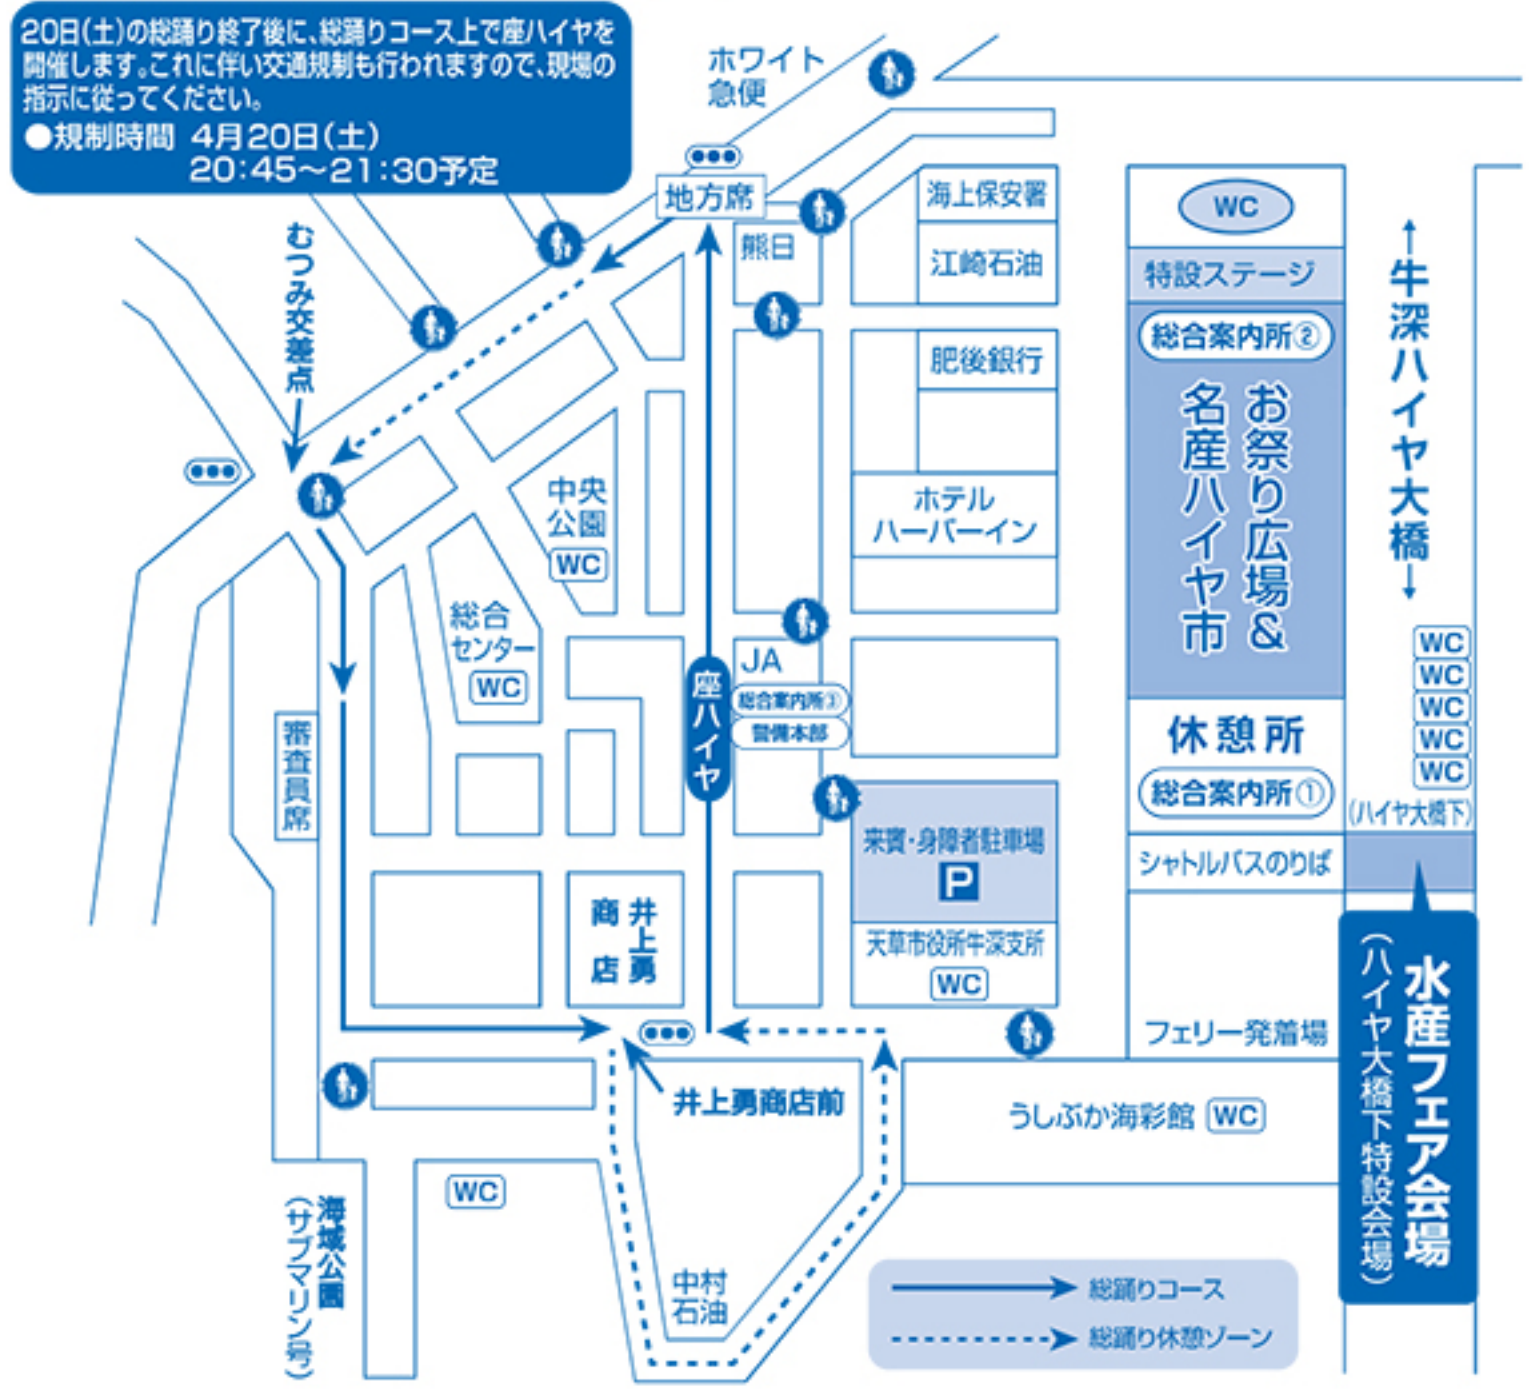 20日(土)の総踊り終了後に、総踊りコース上で座ハイヤを
開催します。これに伴い交通規制も行われますので、現場の
指示に従ってください。
●規制時間 4月20日(土)
20:45～21:30予定
ホワイト
急便
地方席
むつみ交差点
熊日
海上保安署
江崎石油
肥後銀行
ホテル
ハーバーイン
WC
特設ステージ
総合案内所②
お祭り広場&
名産ハイヤ市
←牛深ハイヤ大橋→
WC
WC
WC
WC
WC
(ハイヤ大橋下)
休憩所
総合案内所①
シャトルバスのりば
中央
公園
WC
総合
センター
WC
座ハイヤ
JA
総合案内所③
警備本部
審査員席
来賓・身障者駐車場
P
天草市役所牛深支所
WC
井上勇
商店
井上勇商店前
フェリー発着場
うしぶか海彩館 WC
水産フェア会場
(ハイヤ大橋下特設会場)
WC
海域公園
(サブマリン号)
中村
石油
総踊りコース
総踊り休憩ゾーン